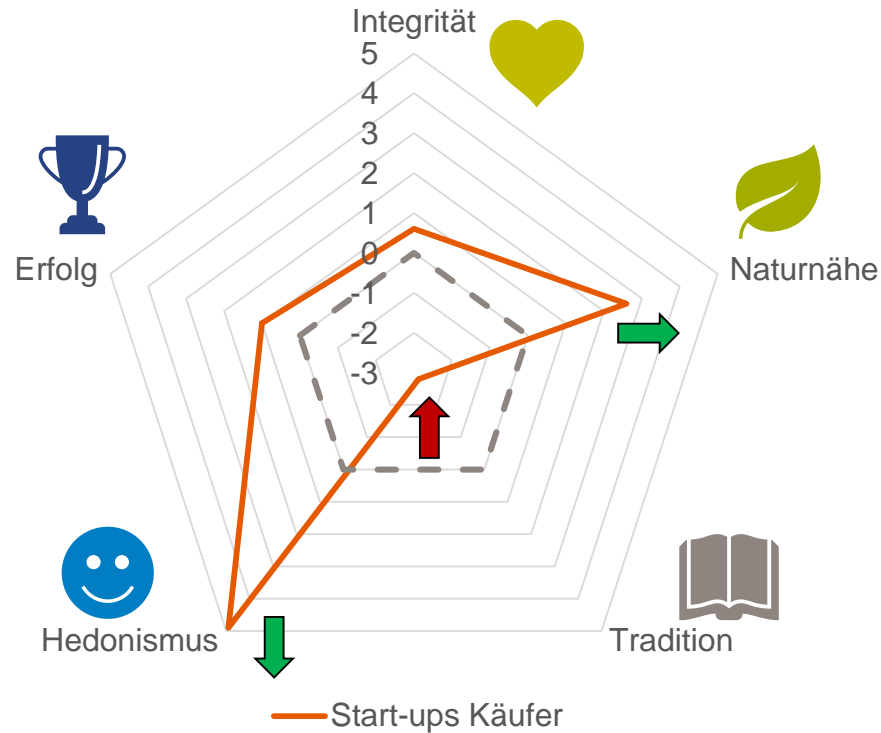 Integrität
5
4
3
2
1
0
-1
-2
-3
Erfolg
Naturnähe
Hedonismus
Tradition
Start-ups Käufer